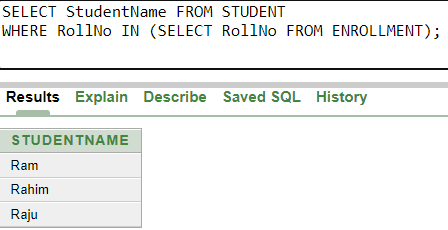 SELECT StudentName FROM STUDENT
WHERE RollNo IN (SELECT RollNo FROM ENROLLMENT);
Results Explain Describe Saved SQL History
STUDENTNAME
Ram
Rahim
Raju